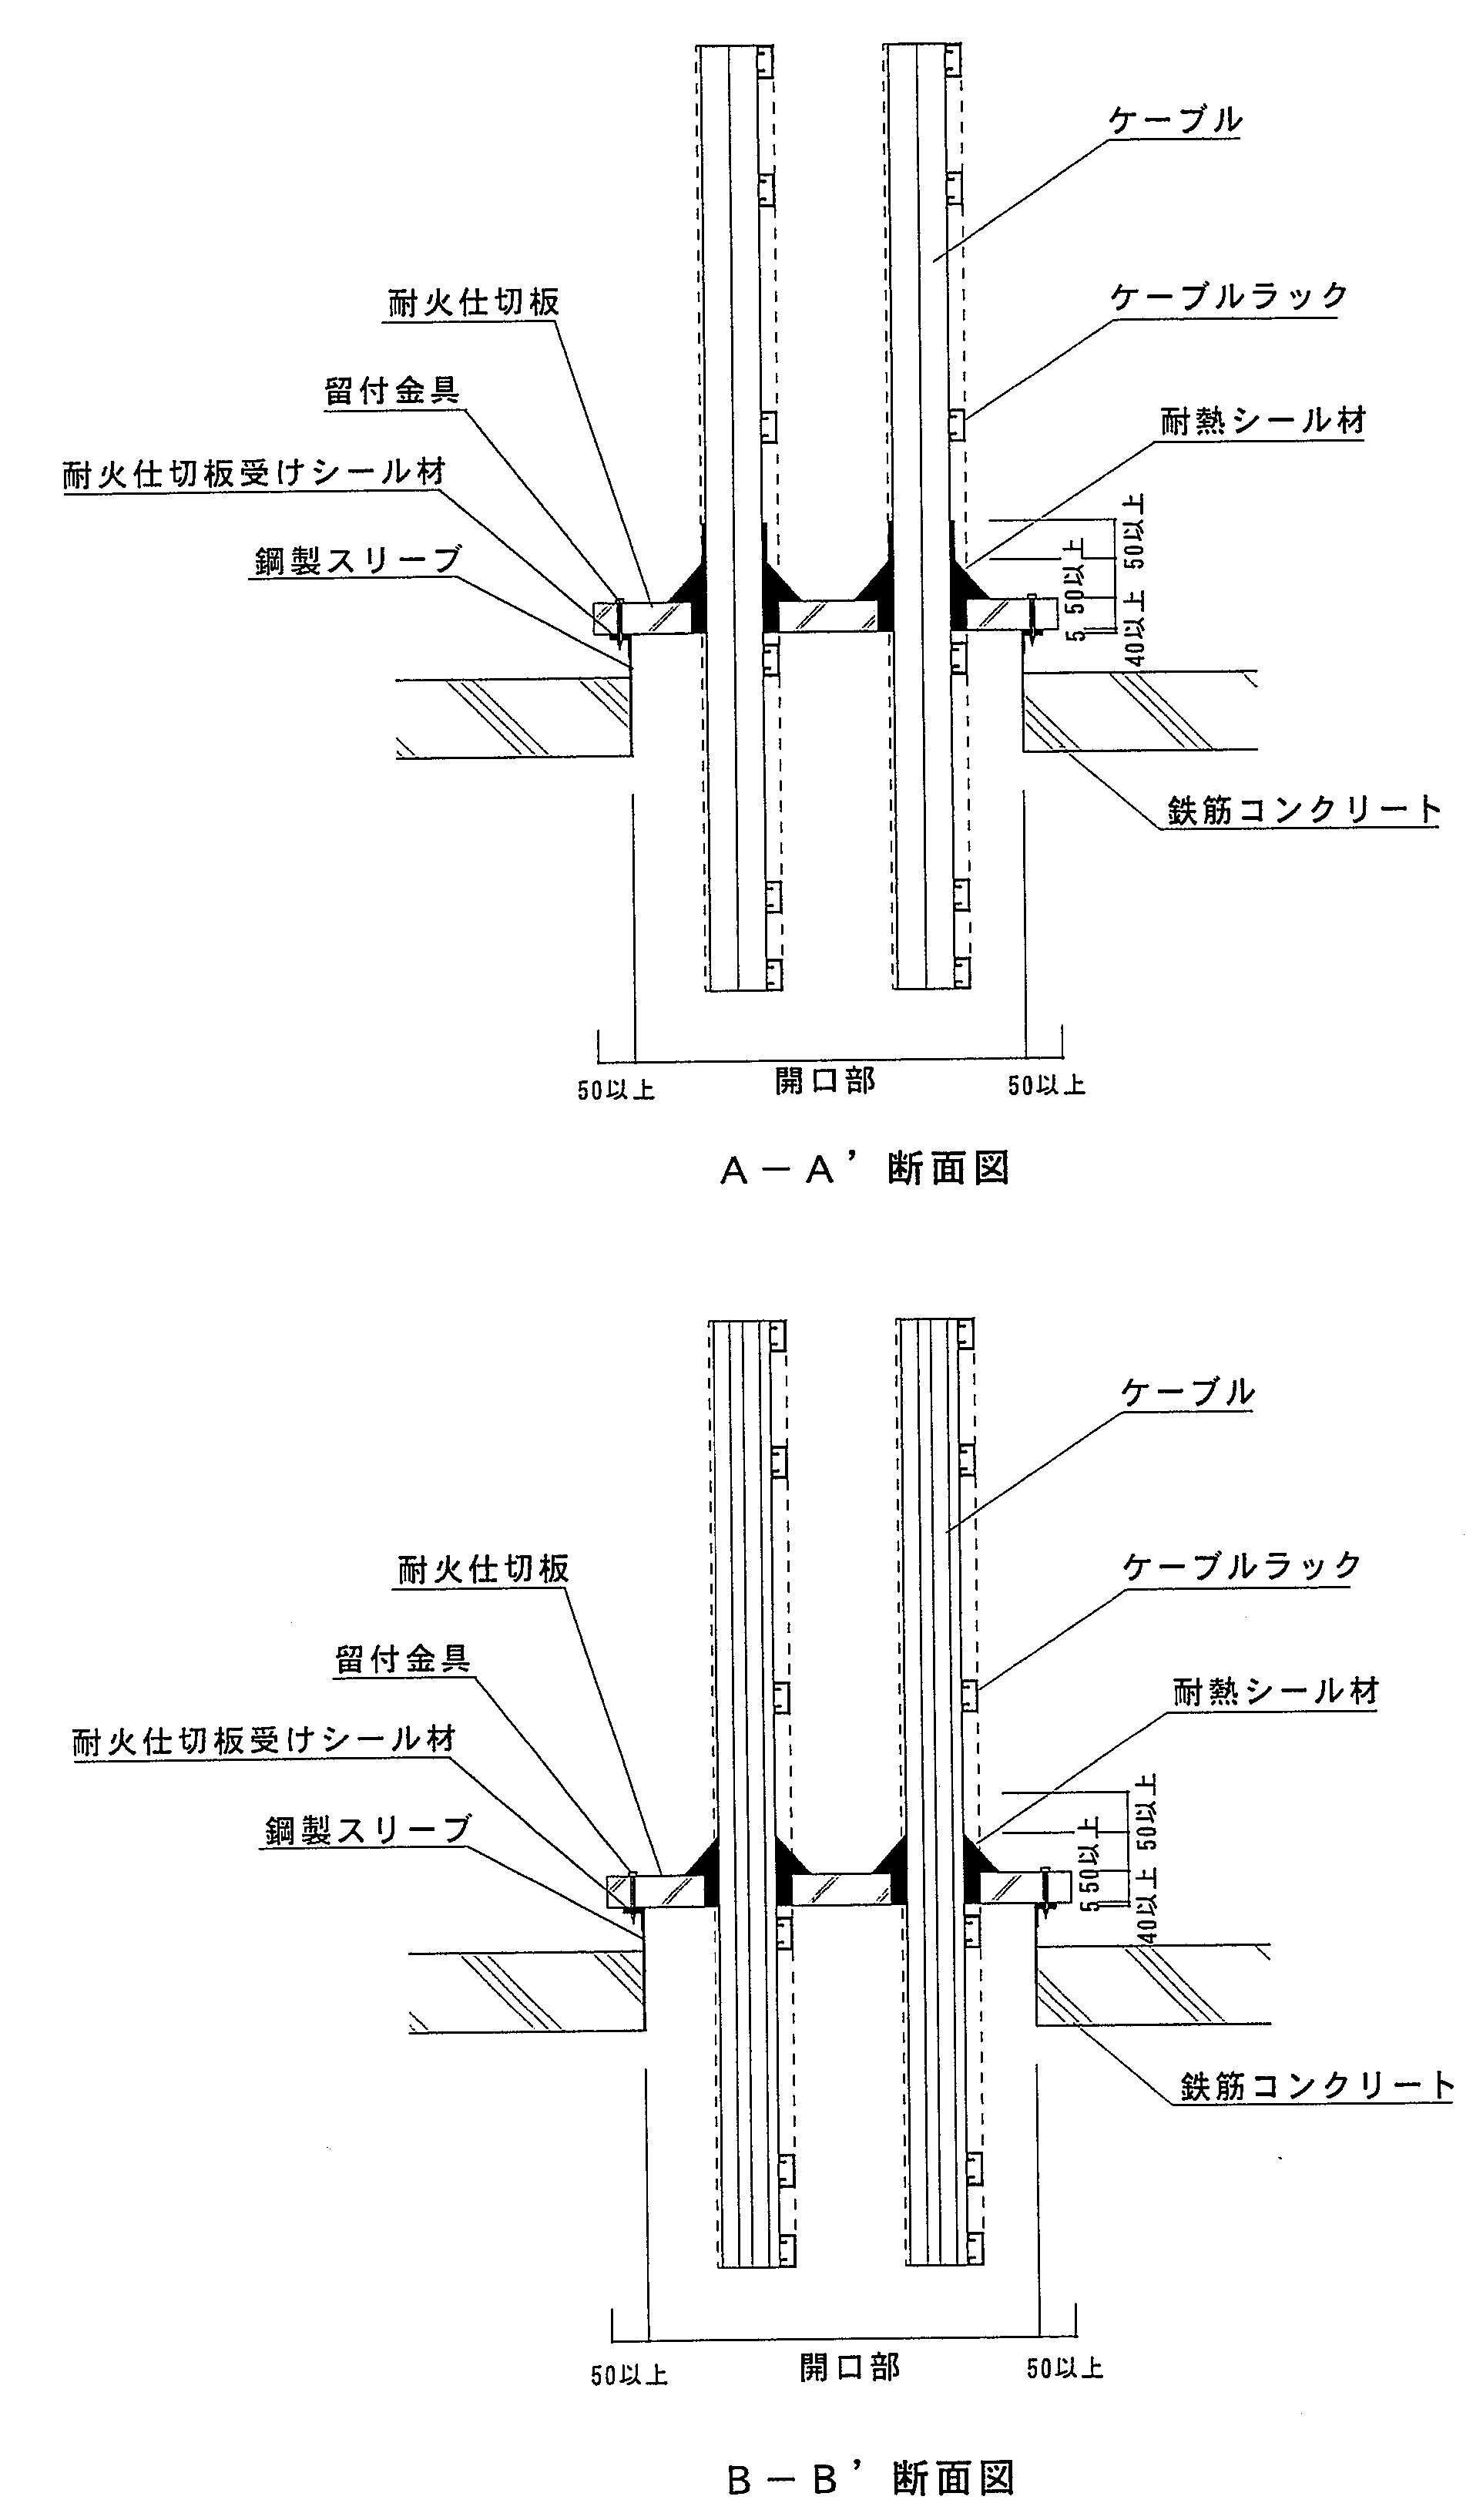 ケーブル
耐火仕切板
ケーブルラック
留付金具
耐熱シール材
耐火仕切板受けシール材
鋼製スリーブ
50以上
50以上
5
40以上
鉄筋コンクリート
50以上
開口部
50以上
A－A’断面図
ケーブル
耐火仕切板
ケーブルラック
留付金具
耐熱シール材
耐火仕切板受けシール材
鋼製スリーブ
50以上
50以上
5
40以上
鉄筋コンクリート
50以上
開口部
50以上
B－B’断面図